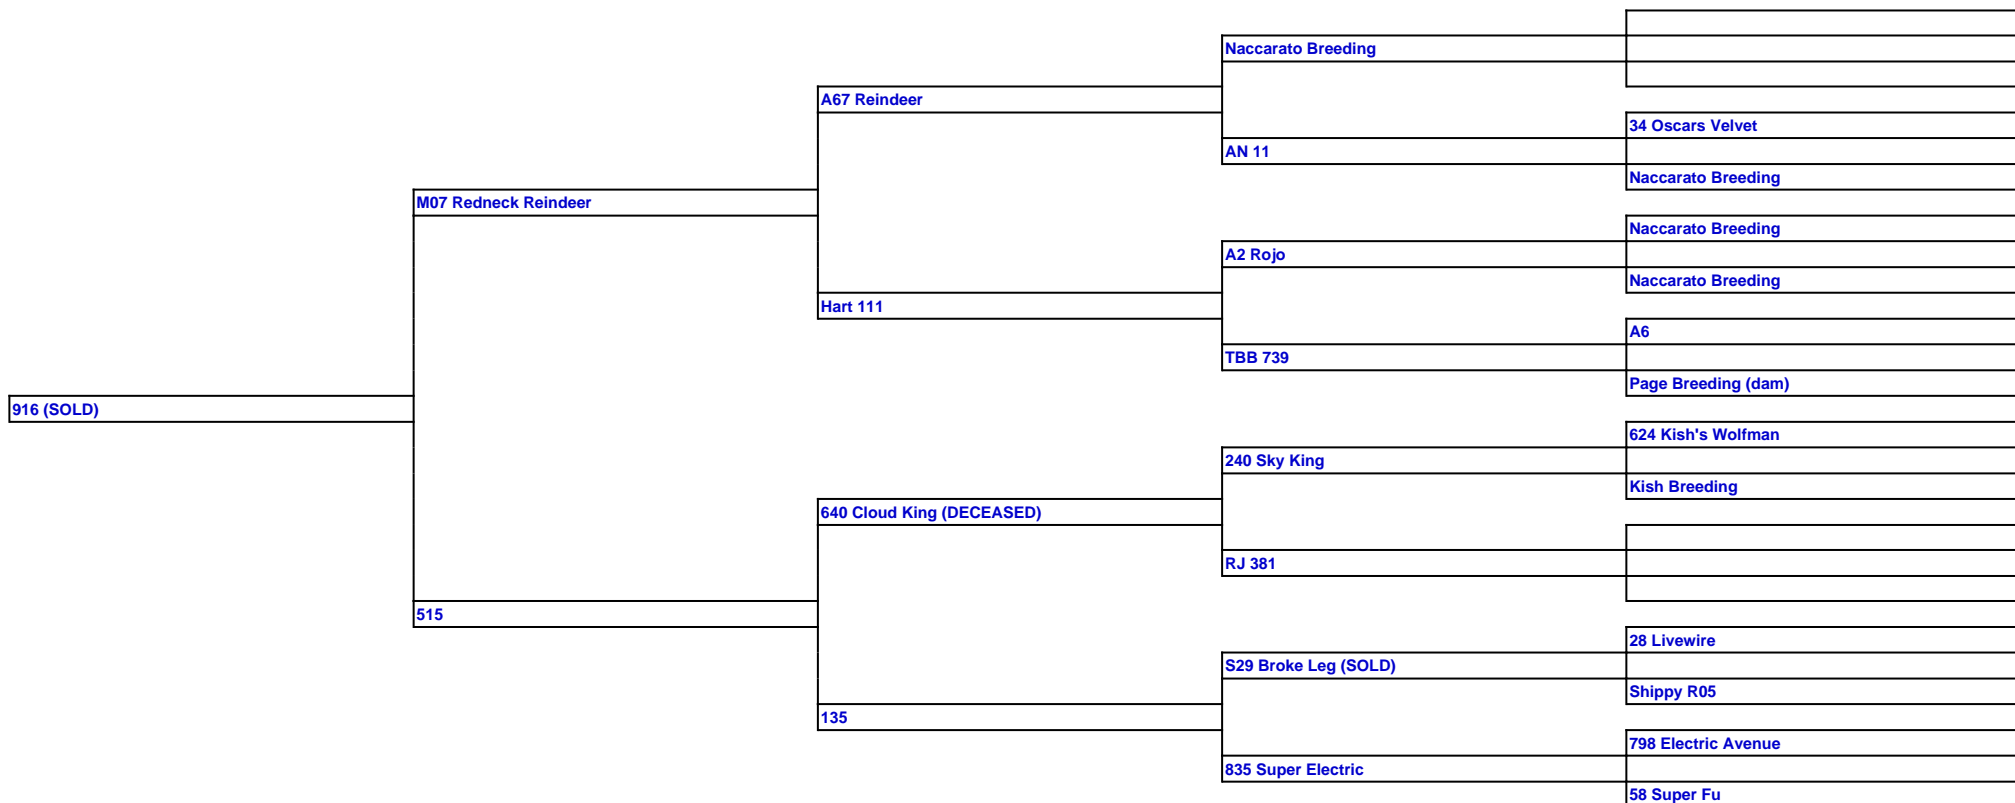 Naccarato Breeding
A67 Reindeer
34 Oscars Velvet
AN 11
Naccarato Breeding
M07 Redneck Reindeer
Naccarato Breeding
A2 Rojo
Naccarato Breeding
Hart 111
A6
TBB 739
Page Breeding (dam)
916 (SOLD)
624 Kish's Wolfman
240 Sky King
Kish Breeding
640 Cloud King (DECEASED)
RJ 381
515
28 Livewire
S29 Broke Leg (SOLD)
Shippy R05
135
798 Electric Avenue
835 Super Electric
58 Super Fu